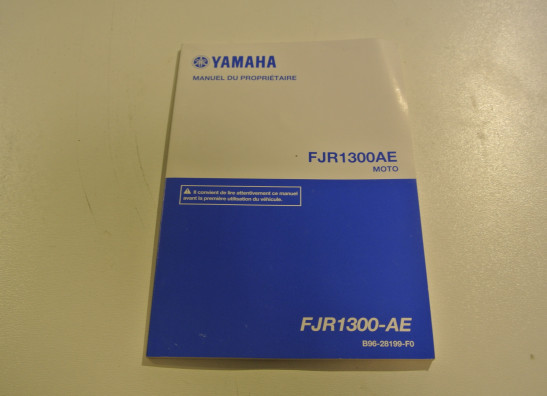 YAMAHA
MANUEL DU PROPRIÉTAIRE
FJR1300AE
MOTO
Il convient de lire attentivement ce manuel
avant la première utilisation du véhicule.
FJR1300-AE
B96-28199-F0